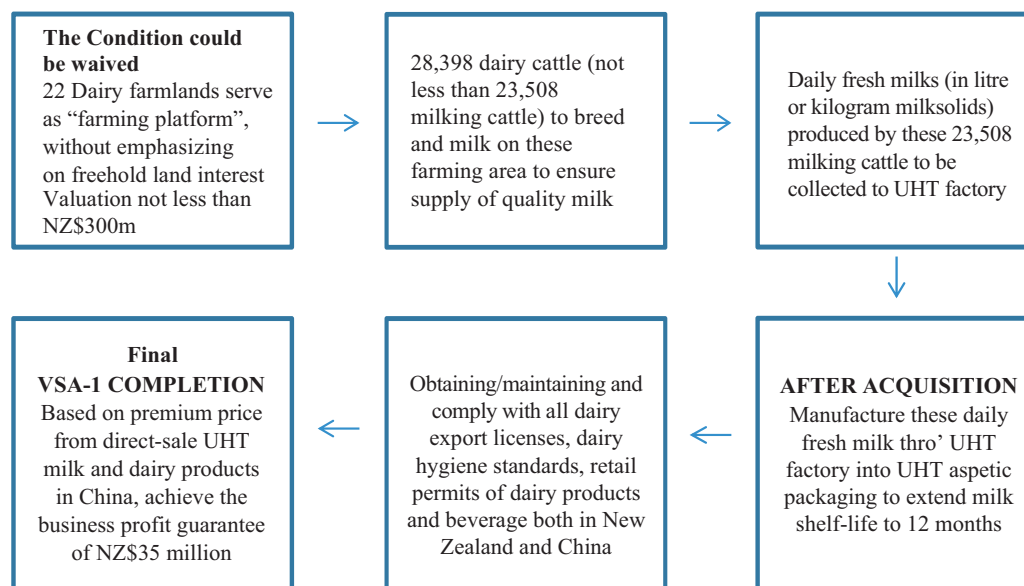 The Condition could
be waived
22 Dairy farmlands serve
as “farming platform”,
without emphasizing
on freehold land interest
Valuation not less than
NZ$300m
28,398 dairy cattle (not
less than 23,508
milking cattle) to breed
and milk on these
farming area to ensure
supply of quality milk
Daily fresh milks (in litre
or kilogram milksolids)
produced by these 23,508
milking cattle to be
collected to UHT factory
AFTER ACQUISITION
Manufacture these daily
fresh milk thro’ UHT
factory into UHT aspetic
packaging to extend milk
shelf-life to 12 months
Obtaining/maintaining and
comply with all dairy
export licenses, dairy
hygiene standards, retail
permits of dairy products
and beverage both in New
Zealand and China
Final
VSA-1 COMPLETION
Based on premium price
from direct-sale UHT
milk and dairy products
in China, achieve the
business profit guarantee
of NZ$35 million